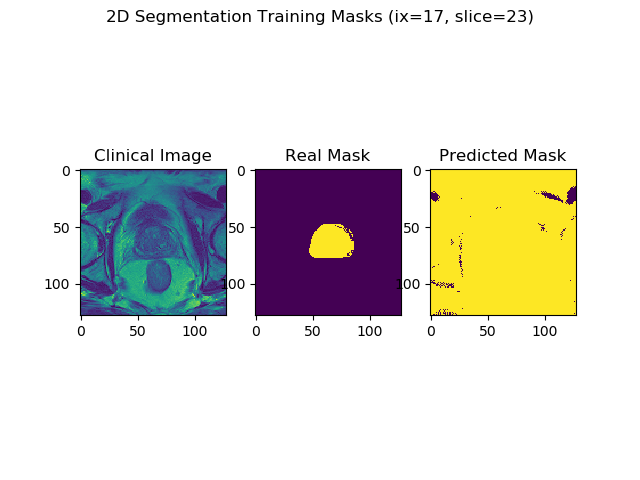 2D Segmentation Training Masks (ix=17, slice=23)
Clinical Image Real Mask Predicted Mask
0 0 0
50 50 50
100 100 100
0 50 100 0 50 100 0 50 100